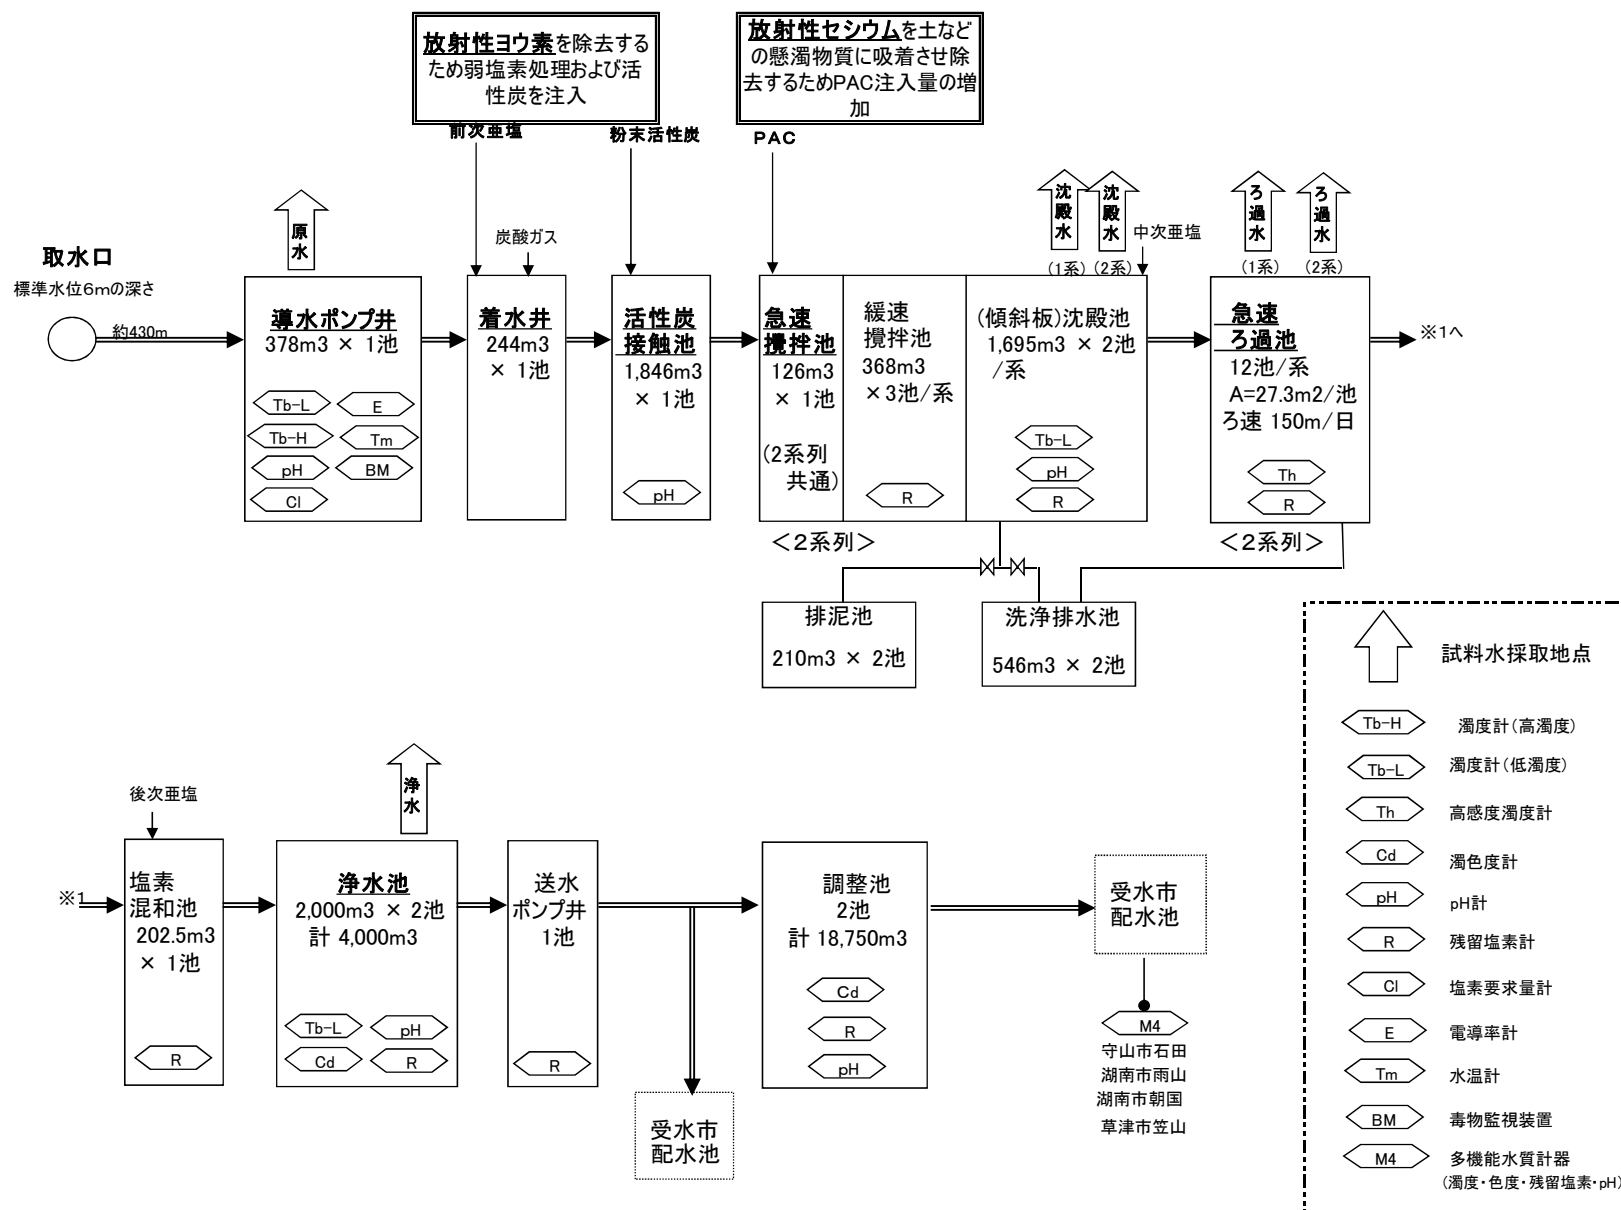 放射性ヨウ素を除去する
ため弱塩素処理および活
性炭を注入
放射性セシウムを土など
の懸濁物質に吸着させ除
去するためPAC注入量の増
加
前次亜塩
粉末活性炭
PAC
炭酸ガス
中次亜塩
原水
沈殿水
(1系)
沈殿水
(2系)
ろ過水
(1系)
ろ過水
(2系)
取水口
標準水位6mの深さ
約430m
導水ポンプ井
378m3 × 1池
Tb-L
E
Tb-H
Tm
pH
BM
Cl
着水井
244m3
× 1池
活性炭
接触池
1,846m3
× 1池
pH
急速
攪拌池
126m3
× 1池
(2系列
共通)
緩速
攪拌池
368m3
×3池/系
R
(傾斜板)沈殿池
1,695m3 × 2池
/系
Tb-L
pH
R
急速
ろ過池
12池/系
A=27.3m2/池
ろ速 150m/日
Th
R
※1へ
<2系列>
<2系列>
排泥池
210m3 × 2池
洗浄排水池
546m3 × 2池
後次亜塩
浄水
※1
塩素
混和池
202.5m3
× 1池
R
浄水池
2,000m3 × 2池
計 4,000m3
Tb-L
pH
Cd
R
送水
ポンプ井
1池
R
受水市
配水池
調整池
2池
計 18,750m3
Cd
R
pH
受水市
配水池
M4
守山市石田
湖南市雨山
湖南市朝国
草津市笠山
試料水採取地点
Tb-H 濁度計(高濁度)
Tb-L 濁度計(低濁度)
Th 高感度濁度計
Cd 濁色度計
pH pH計
R 残留塩素計
Cl 塩素要求量計
E 電導率計
Tm 水温計
BM 毒物監視装置
M4 多機能水質計器
(濁度・色度・残留塩素・pH)